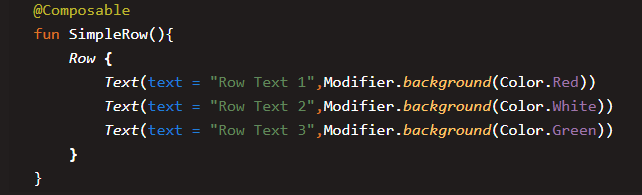 @Composable
fun SimpleRow(){
    Row {
        Text(text = "Row Text 1",Modifier.background(Color.Red))
        Text(text = "Row Text 2",Modifier.background(Color.White))
        Text(text = "Row Text 3",Modifier.background(Color.Green))
    }
}